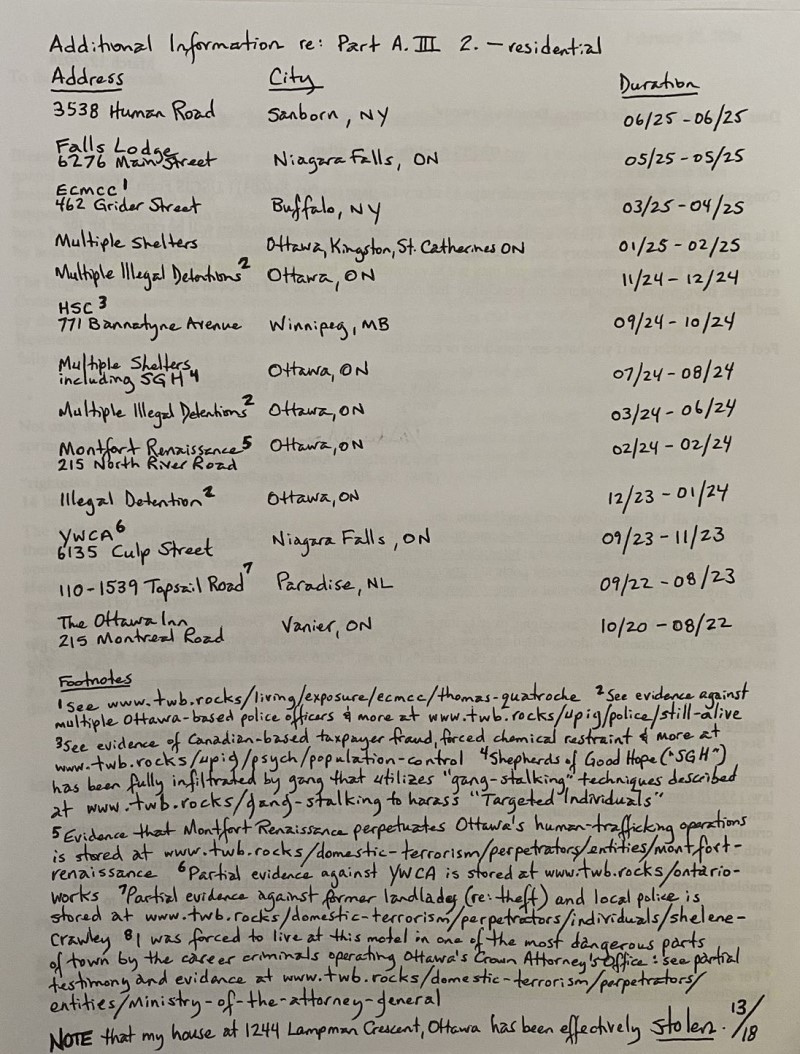 Additional Information re: Part A. III 2. – residential
Address City Duration
3538 Human Road Sanborn, NY 06/25 - 06/25
Falls Lodge
6276 Main Street Niagara Falls, ON 05/25 - 05/25
ECMCC¹
462 Grider Street Buffalo, NY 03/25 - 04/25
Multiple Shelters Ottawa, Kingston, St. Catherines ON 01/25 - 02/25
Multiple Illegal Detentions² Ottawa, ON 11/24 - 12/24
HSC³
771 Bannatyne Avenue Winnipeg, MB 09/24 - 10/24
Multiple Shelters
including SGH⁴ Ottawa, ON 07/24 - 08/24
Multiple Illegal Detentions² Ottawa, ON 03/24 - 06/24
Montfort Renaissance⁵ Ottawa, ON 02/24 - 02/24
215 North River Road
Illegal Detention² Ottawa, ON 12/23 - 01/24
YWCA⁶
6135 Culp Street Niagara Falls, ON 09/23 - 11/23
110-1539 Topsail Road⁷ Paradise, NL 09/22 - 08/23
The Ottawa Inn
215 Montreal Road Vanier, ON 10/20 - 08/22
Footnotes
¹See www.twb.rocks/living/exposure/ecmcc/thomas-quatroche ²See evidence against
multiple Ottawa-based police officers & more at www.twb.rocks/upig/police/still-alive
³See evidence of Canadian-based taxpayer fraud, forced chemical restraint & more at
www.twb.rocks/upig/psych/population-control ⁴Shepherds of Good Hope ("SGH")
has been fully infiltrated by gang that utilizes "gang-stalking" techniques described
at www.twb.rocks/gang-stalking to harass "Targeted Individuals"
⁵Evidence that Montfort Renaissance perpetuates Ottawa's human-trafficking operations
is stored at www.twb.rocks/domestic-terrorism/perpetrators/entities/montfort-
renaissance ⁶Partial evidence against YWCA is stored at www.twb.rocks/ontario-
works ⁷Partial evidence against former landlady (re: theft) and local police is
stored at www.twb.rocks/domestic-terrorism/perpetrators/individuals/shelene-
crawley ⁸I was forced to live at this motel in one of the most dangerous parts
of town by the career criminals operating Ottawa's Crown Attorney's Office: see partial
testimony and evidence at www.twb.rocks/domestic-terrorism/perpetrators/
entities/ministry-of-the-attorney-general
NOTE that my house at 1244 Lampman Crescent, Ottawa has been effectively stolen. 13/18